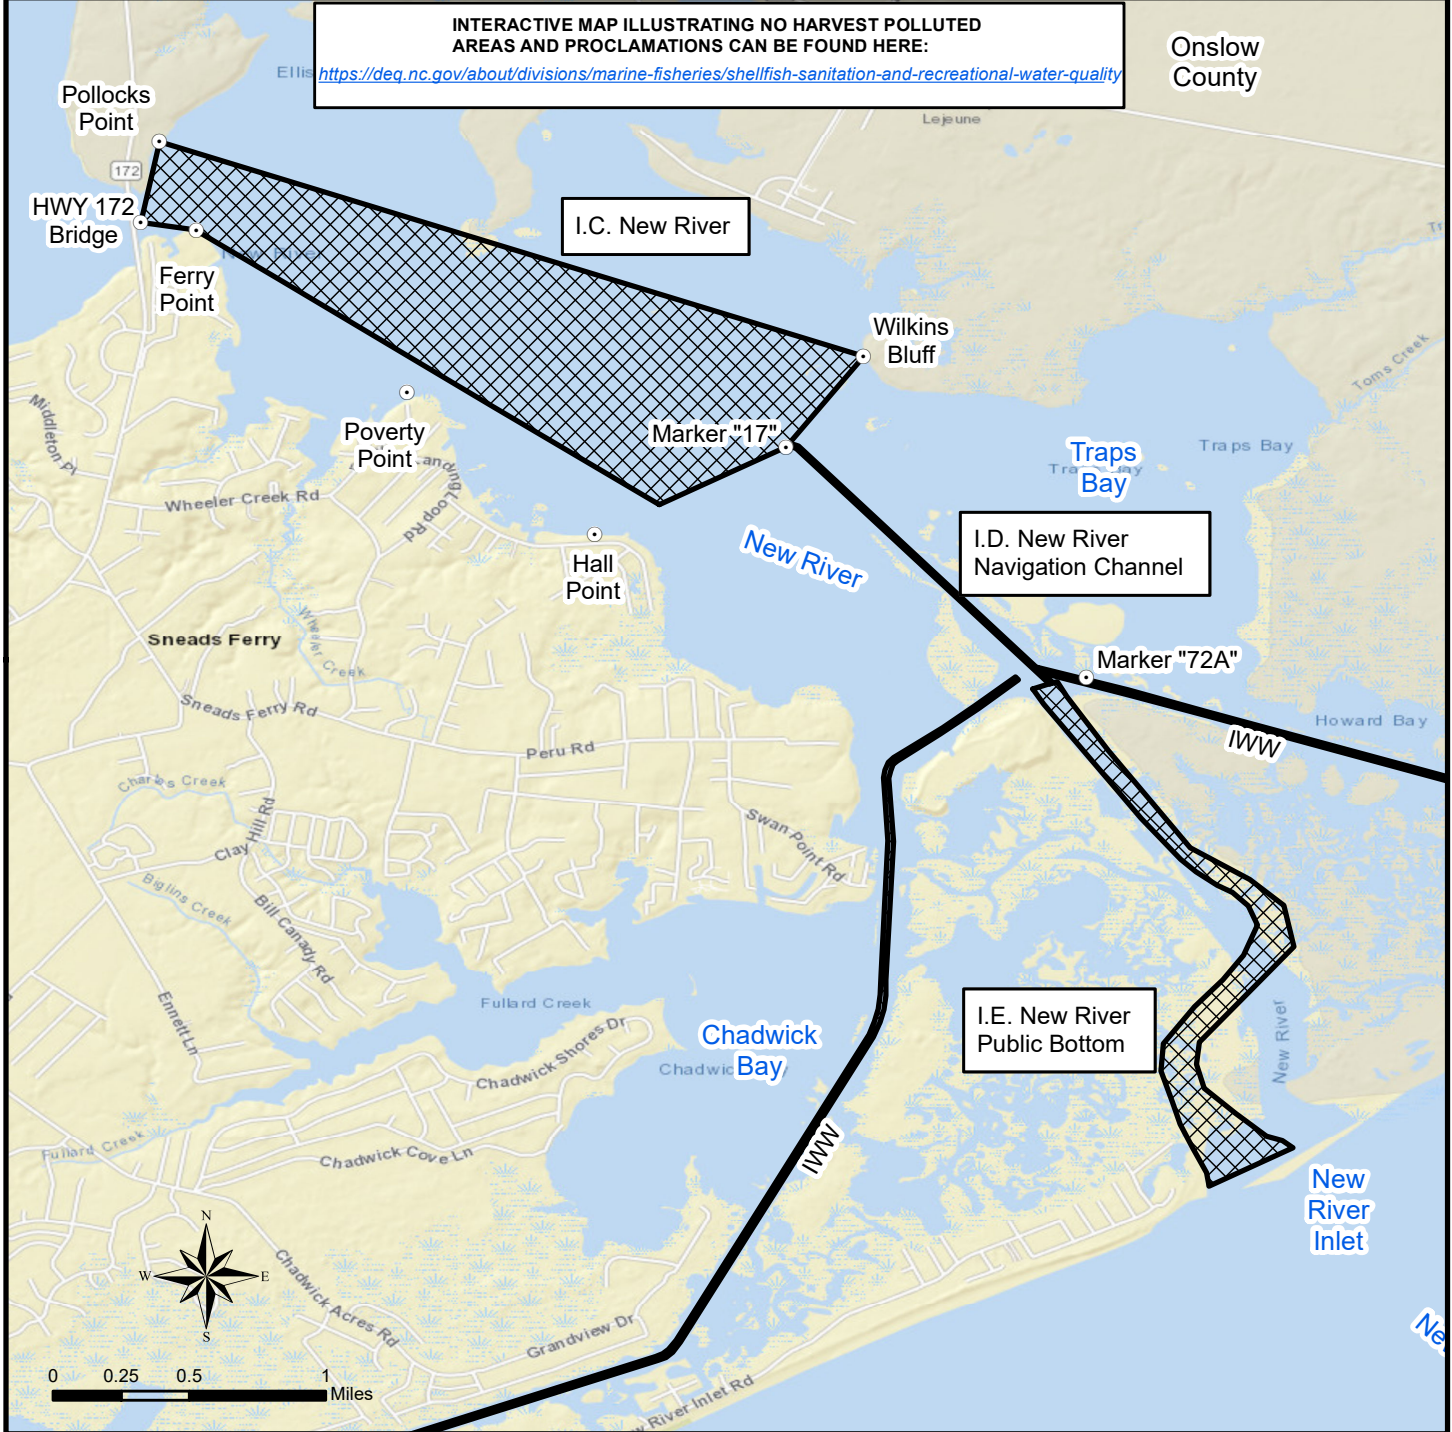 INTERACTIVE MAP ILLUSTRATING NO HARVEST POLLUTED
AREAS AND PROCLAMATIONS CAN BE FOUND HERE:
https://deq.nc.gov/about/divisions/marine-fisheries/shellfish-sanitation-and-recreational-water-quality
Onslow
County
Ellis
Lejeune
Pollocks
Point
172
HWY 172
Bridge
I.C. New River
New River
Ferry
Point
Wilkins
Bluff
Toms Creek
Middleton Pl
Poverty
Point
Marker "17"
Traps
Bay
Traps Bay
Traps Bay
Landing Loop Rd
Wheeler Creek Rd
New River
I.D. New River
Navigation Channel
Hall
Point
Wheeler Creek
Sneads Ferry
Marker "72A"
Sneads Ferry Rd
Howard Bay
IWW
Peru Rd
Charles Creek
Swan Point Rd
Clay Hill Rd
Biglins Creek
Bill Canady Rd
Fullard Creek
Ennett Ln
I.E. New River
Public Bottom
New River
Chadwick
Bay
Chadwick Bay
Chadwick Shores Dr
Fullard Creek
Chadwick Cove Ln
IWW
New
River
Inlet
N
W
E
S
Chadwick Acres Rd
Grandview Dr
New River Inlet Rd
0 0.25 0.5 1
Miles